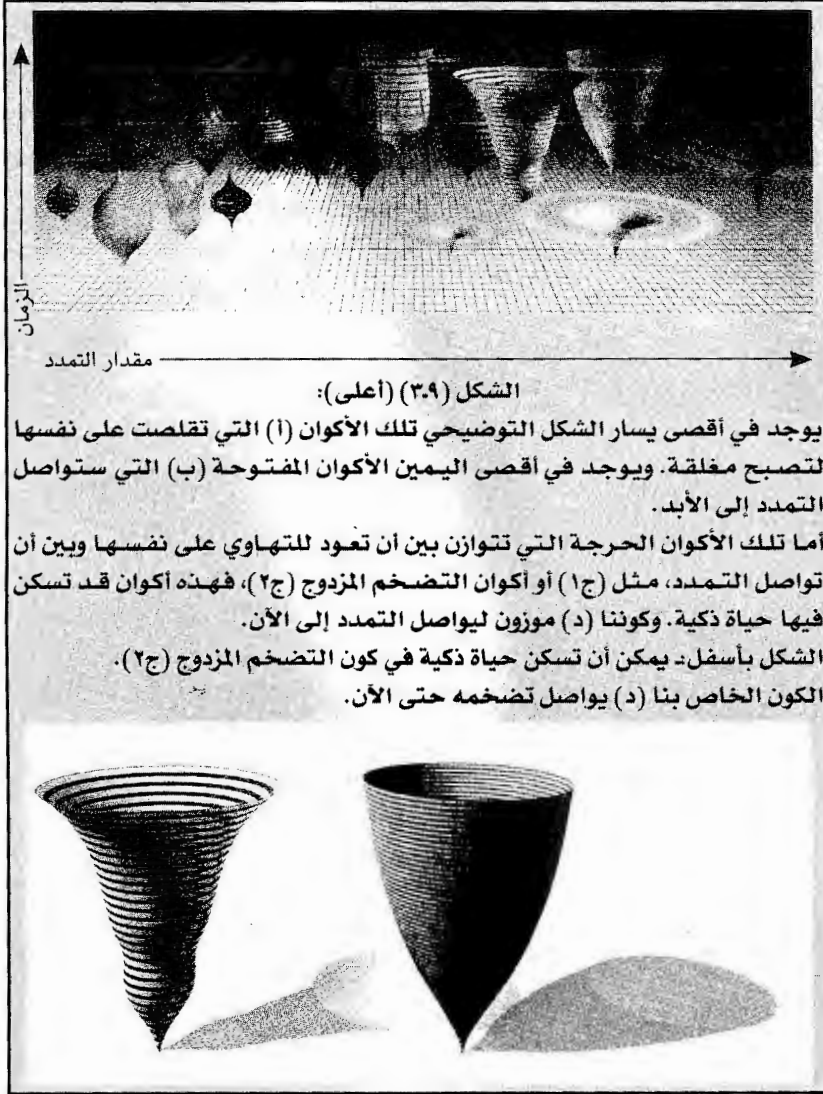 الزمان
مقدار التمدد
الشكل (٣.٩) (أعلى):
يوجد في أقصى يسار الشكل التوضيحي تلك الأكوان (أ) التي تقلصت على نفسها
لتصبح مغلقة. ويوجد في أقصى اليمين الأكوان المفتوحة (ب) التي ستواصل
التمدد إلى الأبد.
أما تلك الأكوان الحرجة التي تتوازن بين أن تعود للتهاوي على نفسها وبين أن
تواصل التمدد، مثل (ج١) أو أكوان التضخم المزدوج (ج٢)، فهذه أكوان قد تسكن
فيها حياة ذكية. وكوننا (د) موزون ليواصل التمدد إلى الآن.
الشكل بأسفل: يمكن أن تسكن حياة ذكية في كون التضخم المزدوج (ج٢).
الكون الخاص بنا (د) يواصل تضخمه حتى الآن.